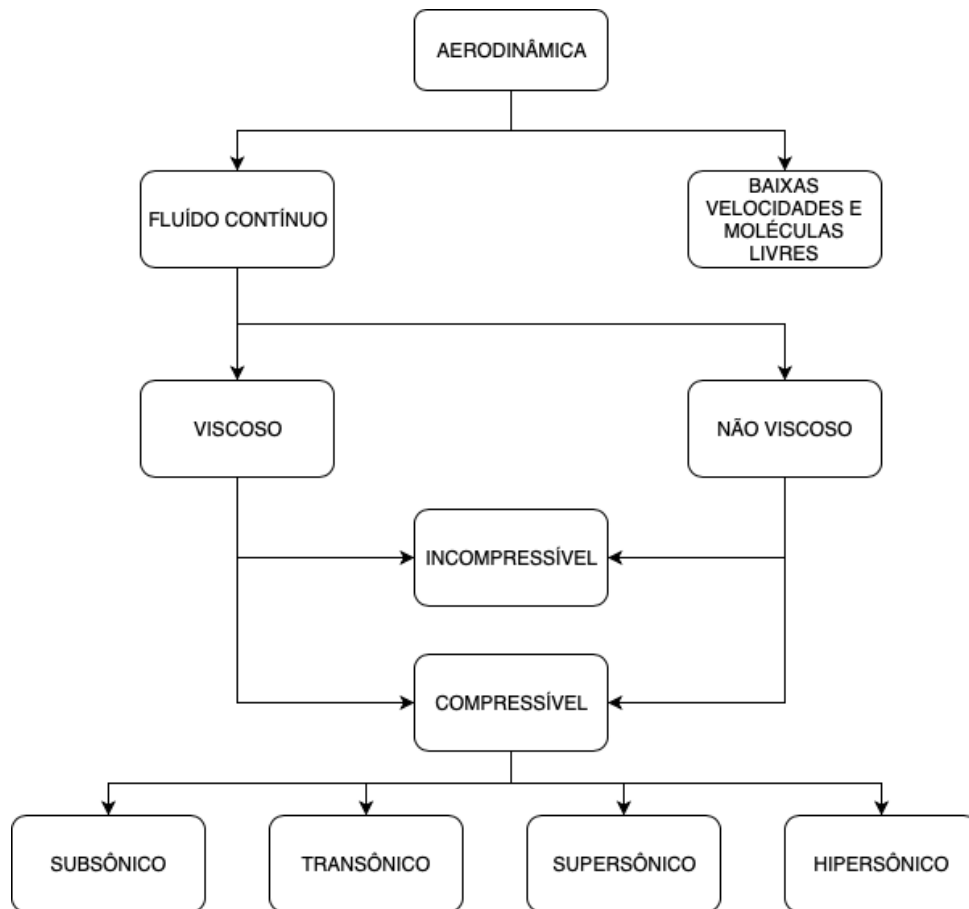 AERODINÂMICA
FLUÍDO CONTÍNUO
BAIXAS
VELOCIDADES E
MOLÉCULAS
LIVRES
VISCOSO
NÃO VISCOSO
INCOMPRESSÍVEL
COMPRESSÍVEL
SUBSÔNICO
TRANSÔNICO
SUPERSÔNICO
HIPERSÔNICO